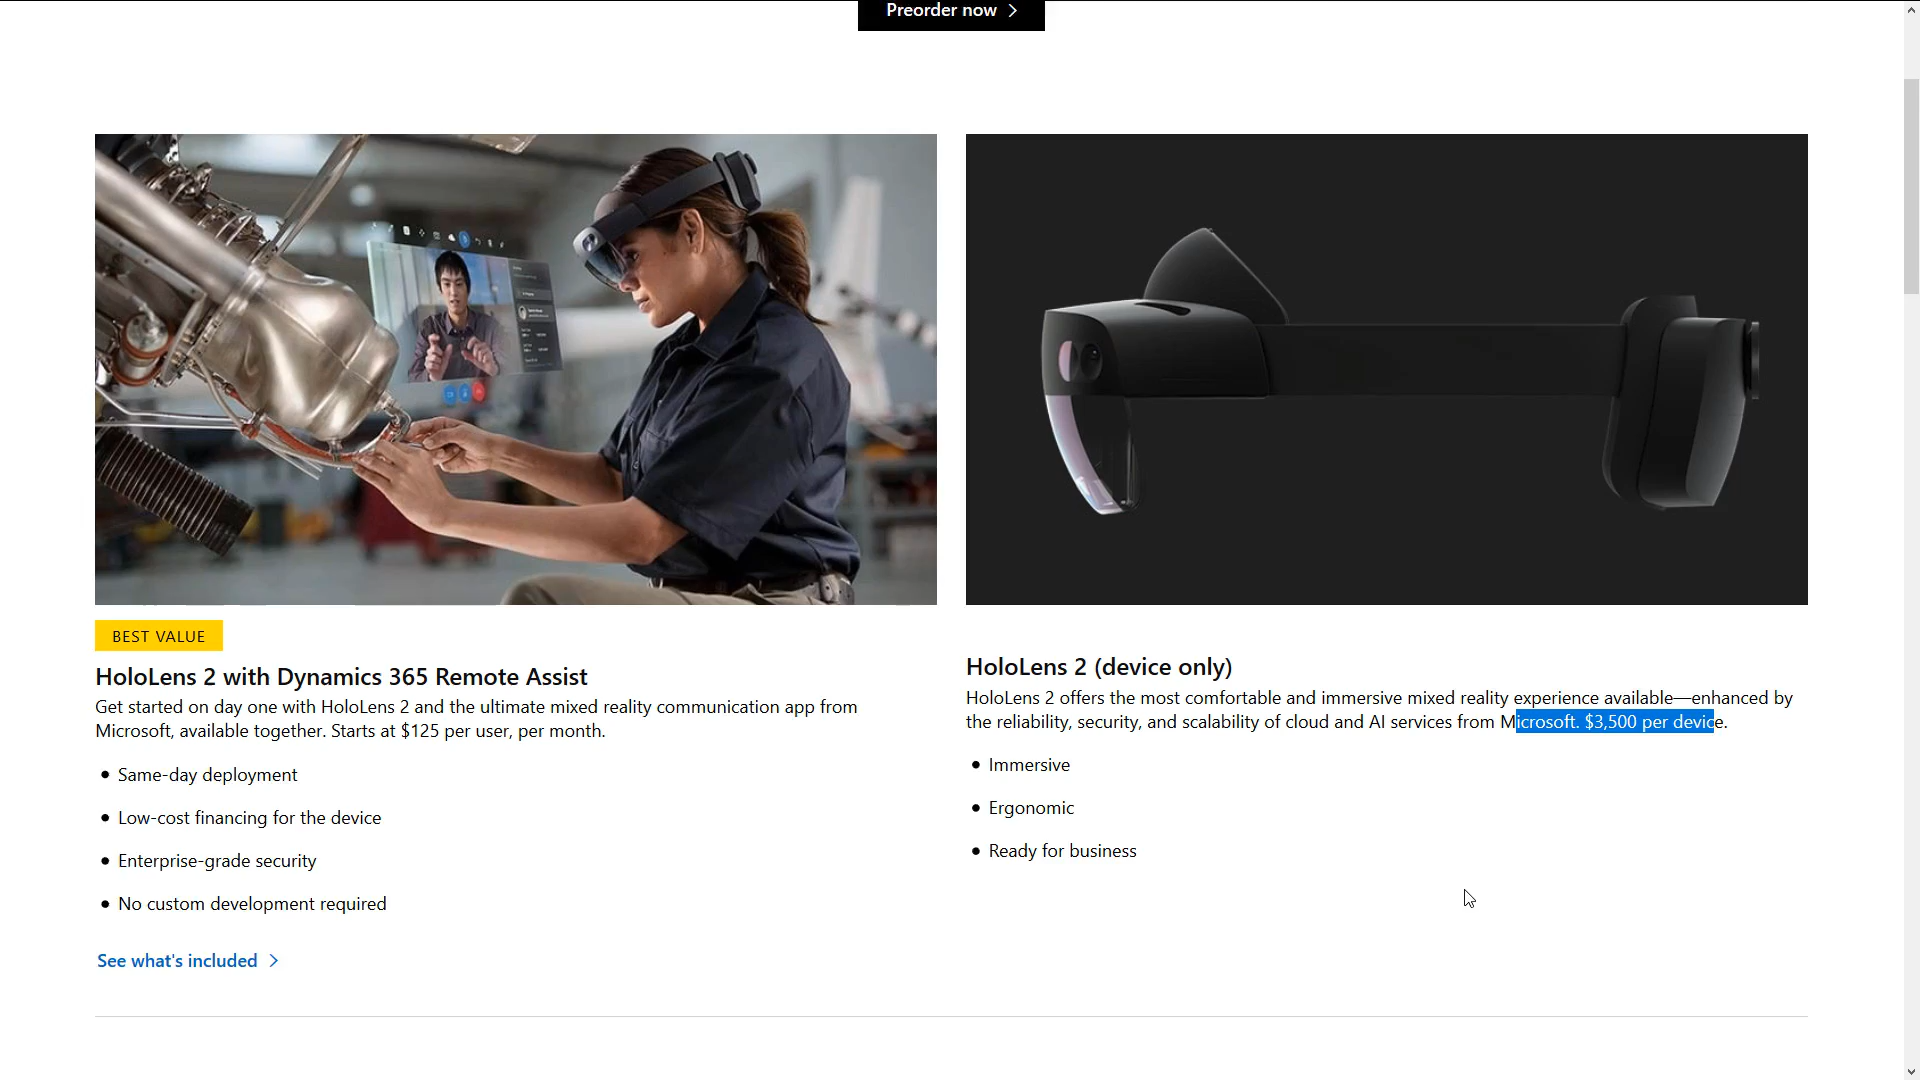 Preorder now
BEST VALUE
HoloLens 2 with Dynamics 365 Remote Assist
Get started on day one with HoloLens 2 and the ultimate mixed reality communication app from
Microsoft, available together. Starts at $125 per user, per month.
Same-day deployment
Low-cost financing for the device
Enterprise-grade security
No custom development required
See what's included
HoloLens 2 (device only)
HoloLens 2 offers the most comfortable and immersive mixed reality experience available—enhanced by
the reliability, security, and scalability of cloud and AI services from Microsoft. $3,500 per device.
Immersive
Ergonomic
Ready for business